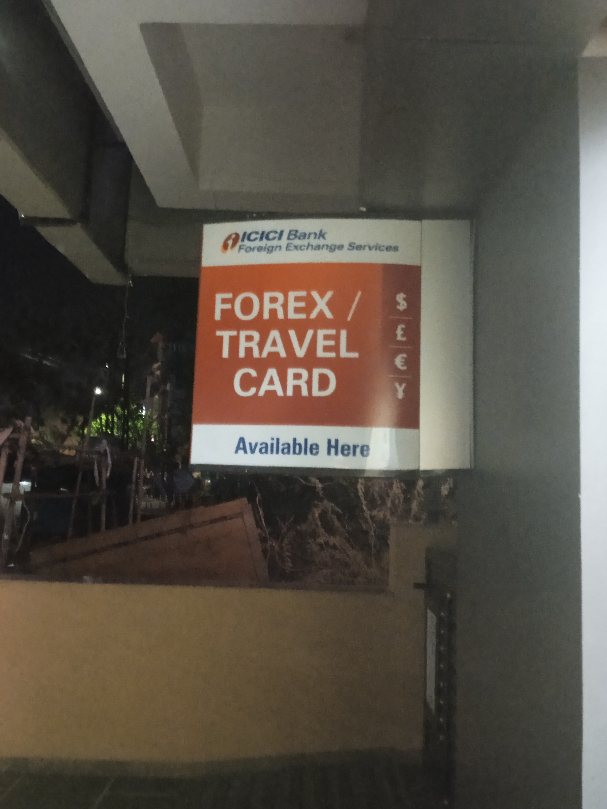 ICICI Bank
Foreign Exchange Services
FOREX /
TRAVEL
CARD
$
£
€
¥
Available Here